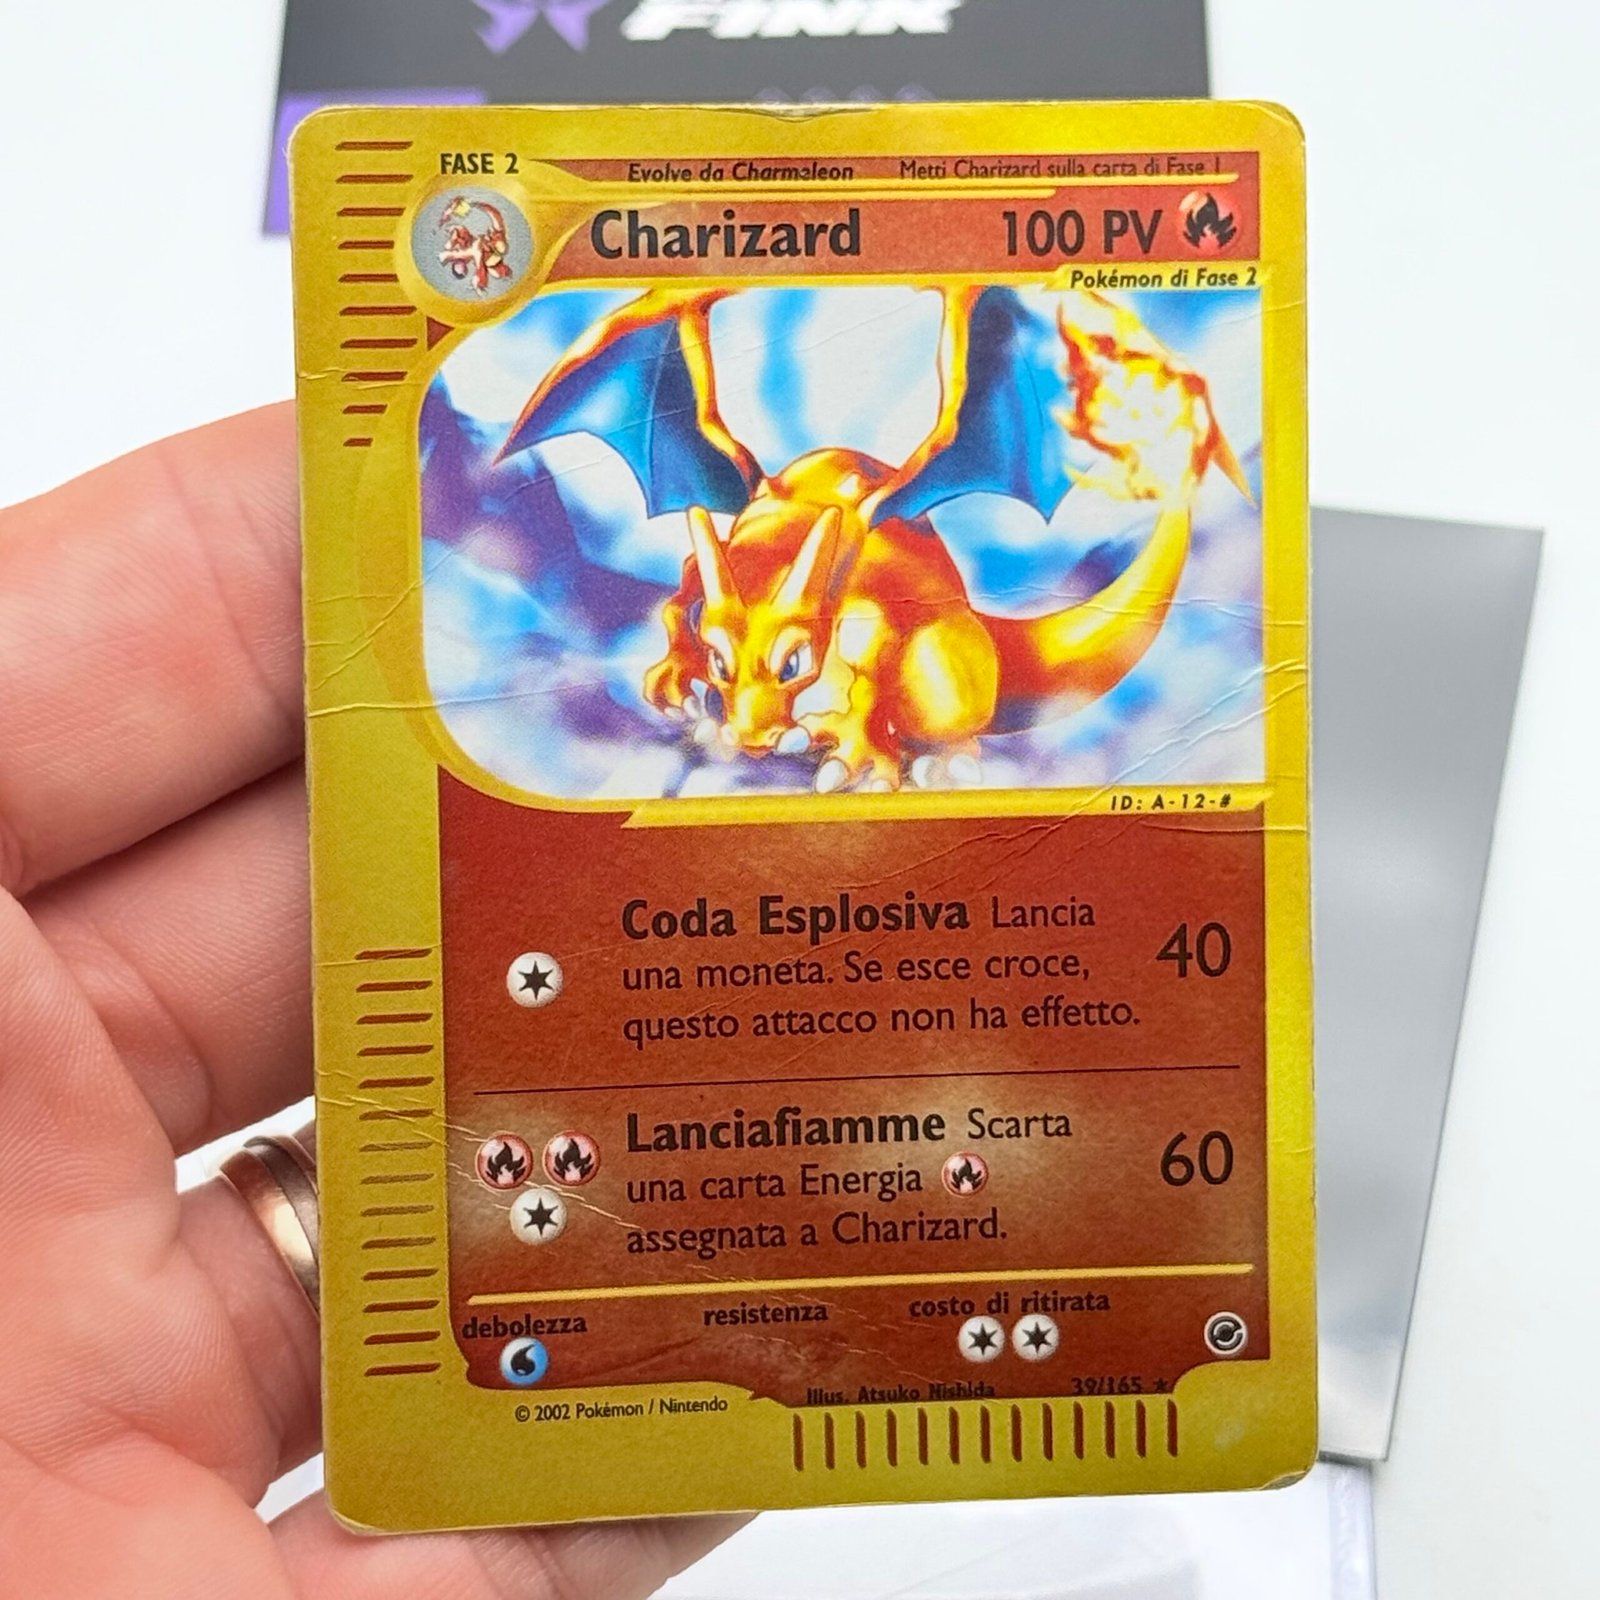 FINK
FASE 2
Evolve da Charmeleon
Metti Charizard sulla carta di Fase 1
Charizard
100 PV
Pokémon di Fase 2
ID: A-12-#
Coda Esplosiva Lancia
una moneta. Se esce croce,
questo attacco non ha effetto.
40
Lanciafiamme Scarta
una carta Energia
assegnata a Charizard.
60
debolezza
resistenza
costo di ritirata
Illus. Atsuko Nishida
39/165 ★
© 2002 Pokémon / Nintendo